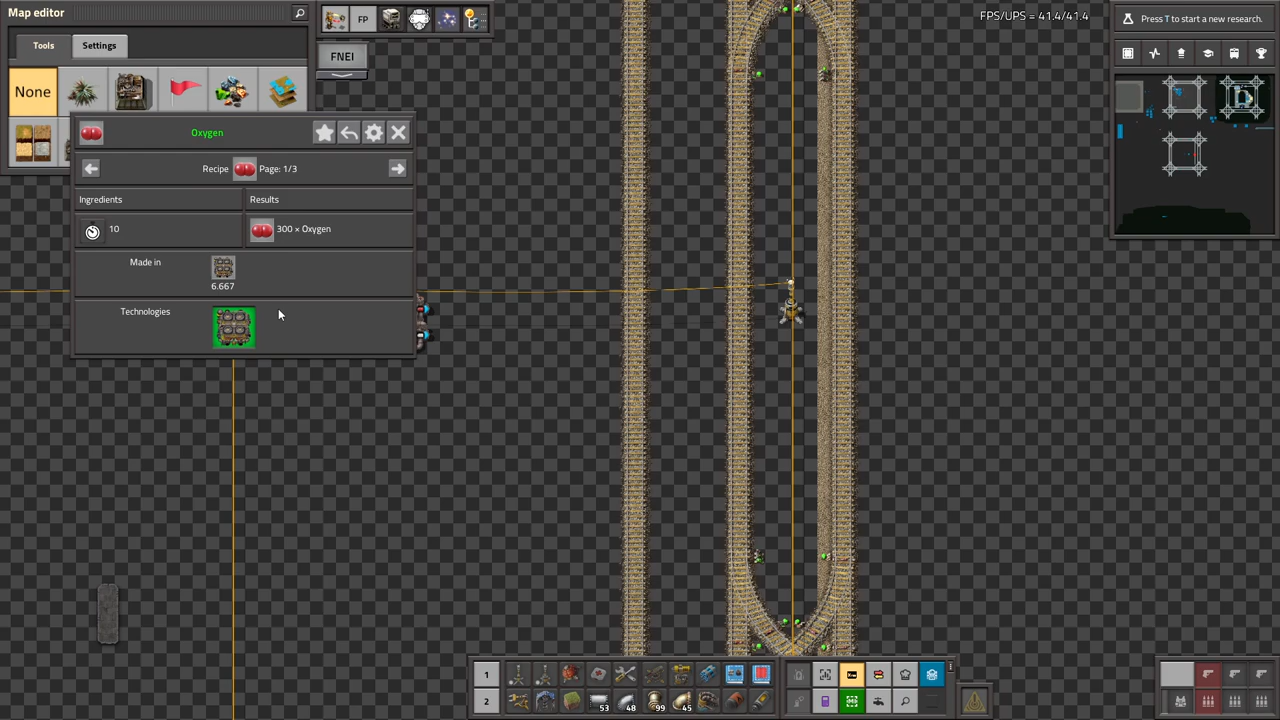 Map editor
FP
FPS/UPS = 41.4/41.4
Press T to start a new research.
Tools
Settings
FNEI
None
Oxygen
Recipe
Page: 1/3
Ingredients
Results
10
300 × Oxygen
Made in
6.667
Technologies
1
2
53
48
99
45